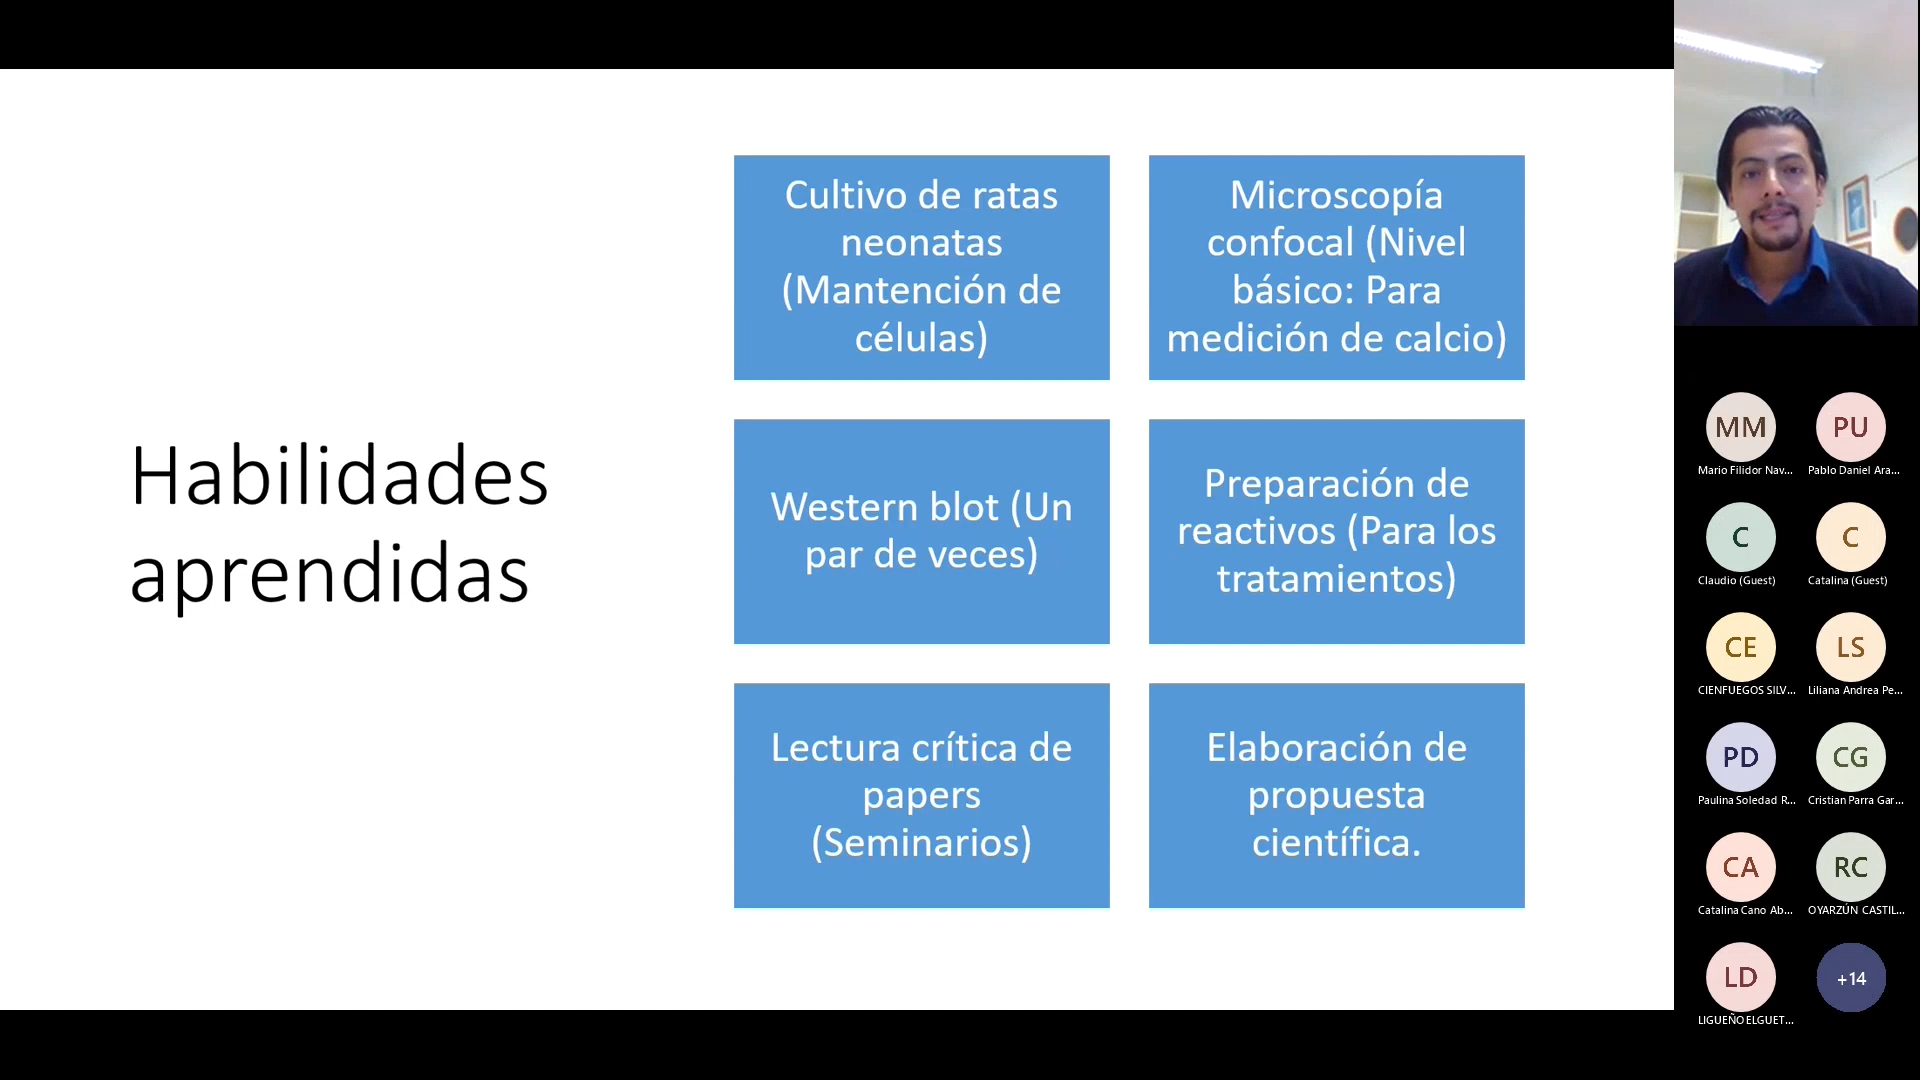 Habilidades
aprendidas
Cultivo de ratas
neonatas
(Mantención de
células)
Microscopía
confocal (Nivel
básico: Para
medición de calcio)
Western blot (Un
par de veces)
Preparación de
reactivos (Para los
tratamientos)
Lectura crítica de
papers
(Seminarios)
Elaboración de
propuesta
científica.
MM
Mario Filidor Nav...
PU
Pablo Daniel Ara...
C
Claudio (Guest)
C
Catalina (Guest)
CE
CIENFUEGOS SILV...
LS
Liliana Andrea Pe...
PD
Paulina Soledad R...
CG
Cristian Parra Gar...
CA
Catalina Cano Ab...
RC
OYARZÚN CASTIL...
LD
LIGUEÑO ELGUET...
+14